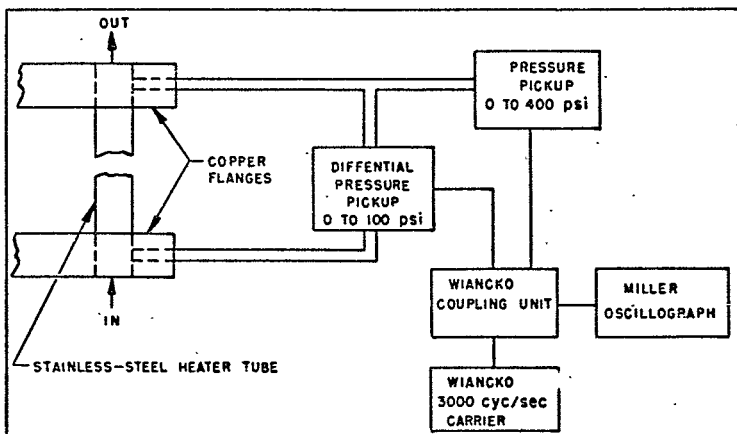 OUT
PRESSURE
PICKUP
0 TO 400 psi
COPPER
FLANGES
DIFFENTIAL
PRESSURE
PICKUP
0 TO 100 psi
WIANCKO
COUPLING UNIT
MILLER
OSCILLOGRAPH
IN
STAINLESS-STEEL HEATER TUBE
WIANCKO
3000 cyc/sec
CARRIER